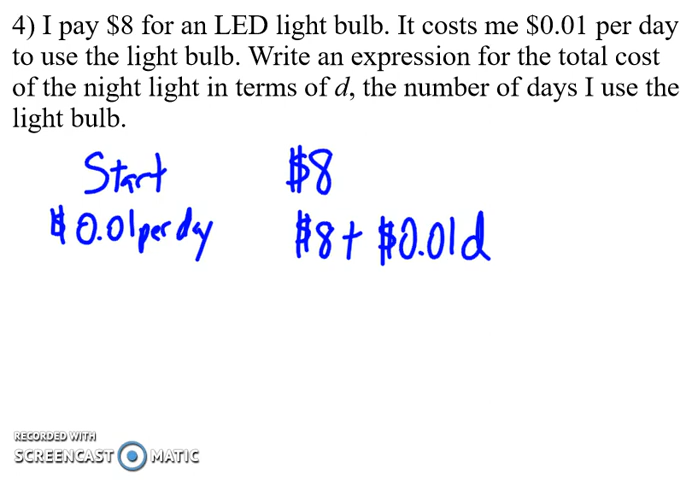 4) I pay $8 for an LED light bulb. It costs me $0.01 per day
to use the light bulb. Write an expression for the total cost
of the night light in terms of d, the number of days I use the
light bulb.
Start $8
$0.01 per day $8 + $0.01d
RECORDED WITH
SCREENCAST MATIC